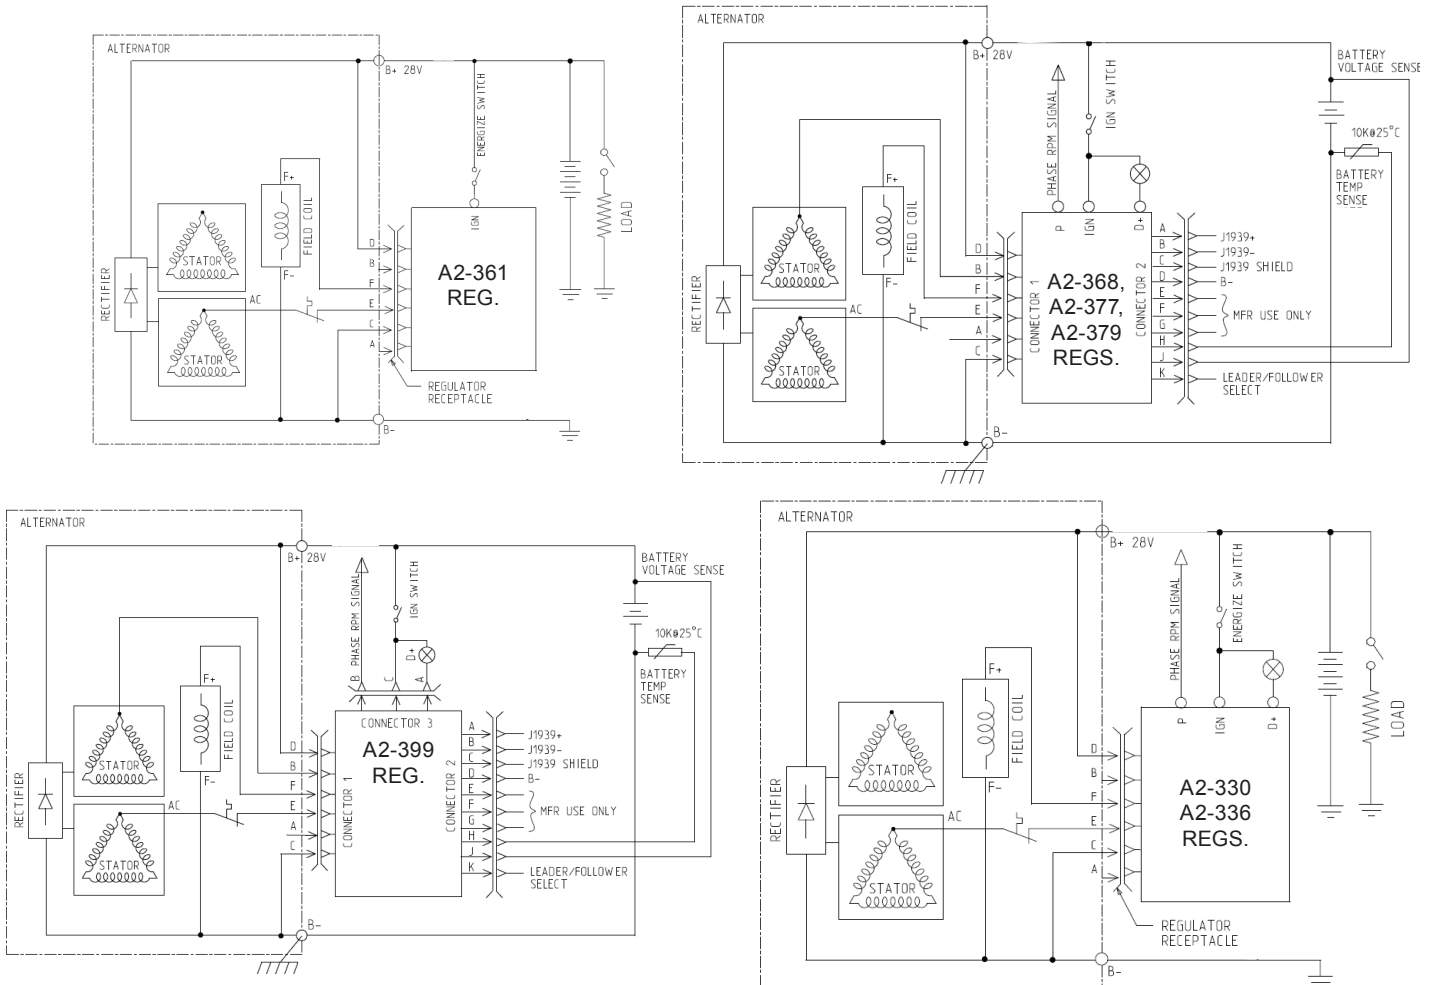 ALTERNATOR
B+ 28V
ENERGIZE SWITCH
IGN
F+
FIELD COIL
F-
LOAD
STATOR
RECTIFIER
AC
STATOR
D
B
F
E
C
A
A2-361
REG.
REGULATOR
RECEPTACLE
B-
ALTERNATOR
B+
28V
PHASE RPM SIGNAL
IGN SWITCH
BATTERY
VOLTAGE SENSE
10K@25°C
BATTERY
TEMP
SENSE
P
IGN
D+
F+
FIELD COIL
F-
STATOR
RECTIFIER
AC
STATOR
D
B
F
E
A
C
CONNECTOR 1
A2-368,
A2-377,
A2-379
REGS.
CONNECTOR 2
A
B
C
D
E
F
G
H
J
K
J1939+
J1939-
J1939 SHIELD
B-
MFR USE ONLY
LEADER/FOLLOWER
SELECT
B-
ALTERNATOR
B+
28V
B PHASE RPM SIGNAL
IGN SWITCH
C
D+
A
BATTERY
VOLTAGE SENSE
10K@25°C
BATTERY
TEMP
SENSE
F+
FIELD COIL
F-
STATOR
RECTIFIER
AC
STATOR
D
B
F
E
A
C
CONNECTOR 1
CONNECTOR 3
A2-399
REG.
CONNECTOR 2
A
B
C
D
E
F
G
H
J
K
J1939+
J1939-
J1939 SHIELD
B-
MFR USE ONLY
LEADER/FOLLOWER
SELECT
B-
ALTERNATOR
B+ 28V
PHASE RPM SIGNAL
ENERGIZE SWITCH
P
IGN
D+
F+
FIELD COIL
F-
LOAD
STATOR
RECTIFIER
AC
STATOR
D
B
F
E
C
A
A2-330
A2-336
REGS.
REGULATOR
RECEPTACLE
B-